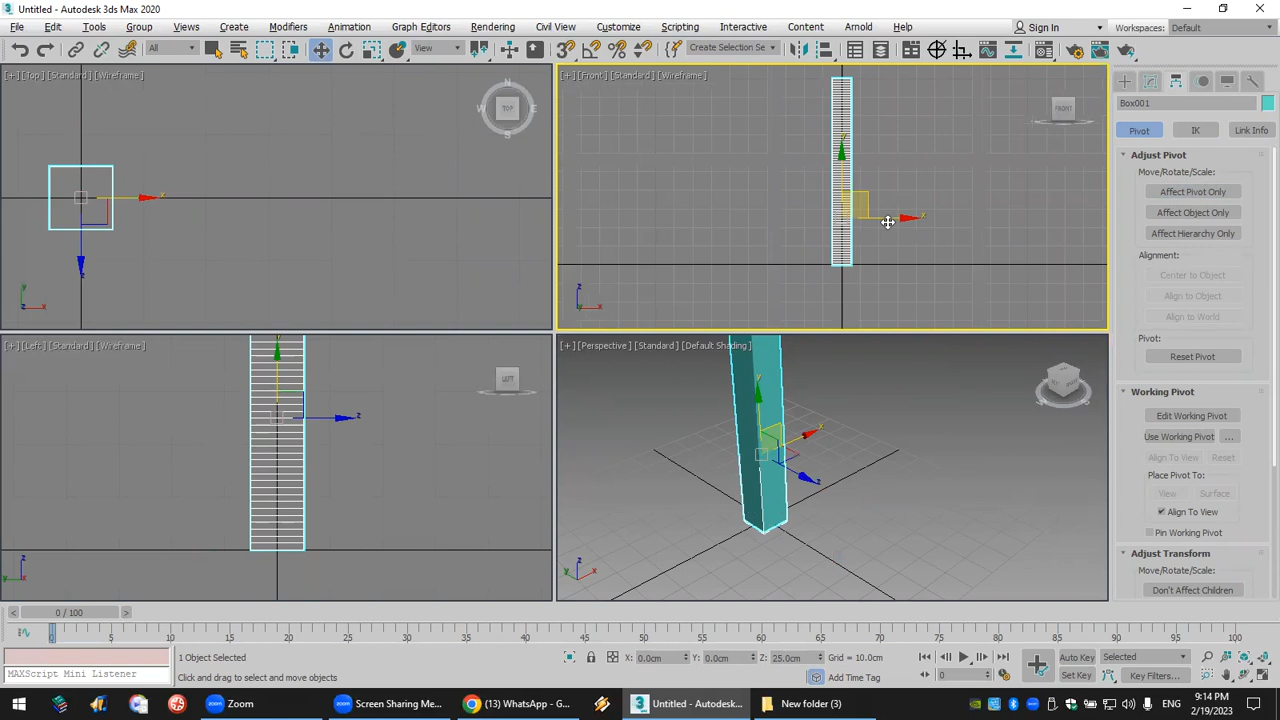 Untitled - Autodesk 3ds Max 2020
File Edit Tools Group Views Create Modifiers Animation Graph Editors Rendering Civil View Customize Scripting Interactive Content Arnold Help Sign In Workspaces: Default
All View Create Selection Se
[+] [Top] [Standard] [Wireframe]
N
W TOP E
S
x
z
y
z x
[+] [Front] [Standard] [Wireframe]
FRONT
y
x
z
y x
[+] [Left] [Standard] [Wireframe]
LEFT
y
z
z
y x
[+] [Perspective] [Standard] [Default Shading]
y
x
z
z
y x
Box001
Pivot IK Link Info
Adjust Pivot
Move/Rotate/Scale:
Affect Pivot Only
Affect Object Only
Affect Hierarchy Only
Alignment:
Center to Object
Align to Object
Align to World
Pivot:
Reset Pivot
Working Pivot
Edit Working Pivot
Use Working Pivot ...
Align To View Reset
Place Pivot To:
View Surface
Align To View
Pin Working Pivot
Adjust Transform
Move/Rotate/Scale:
Don't Affect Children
< 0 / 100 >
0 5 10 15 20 25 30 35 40 45 50 55 60 65 70 75 80 85 90 95 100
1 Object Selected X: 0.0cm Y: 0.0cm Z: 25.0cm Grid = 10.0cm Auto Key Selected
MAXScript Mini Listener Click and drag to select and move objects Add Time Tag 0 Set Key Key Filters...
Zoom Screen Sharing Me... (13) WhatsApp - G... Untitled - Autodesk... New folder (3) 9:14 PM
2/19/2023